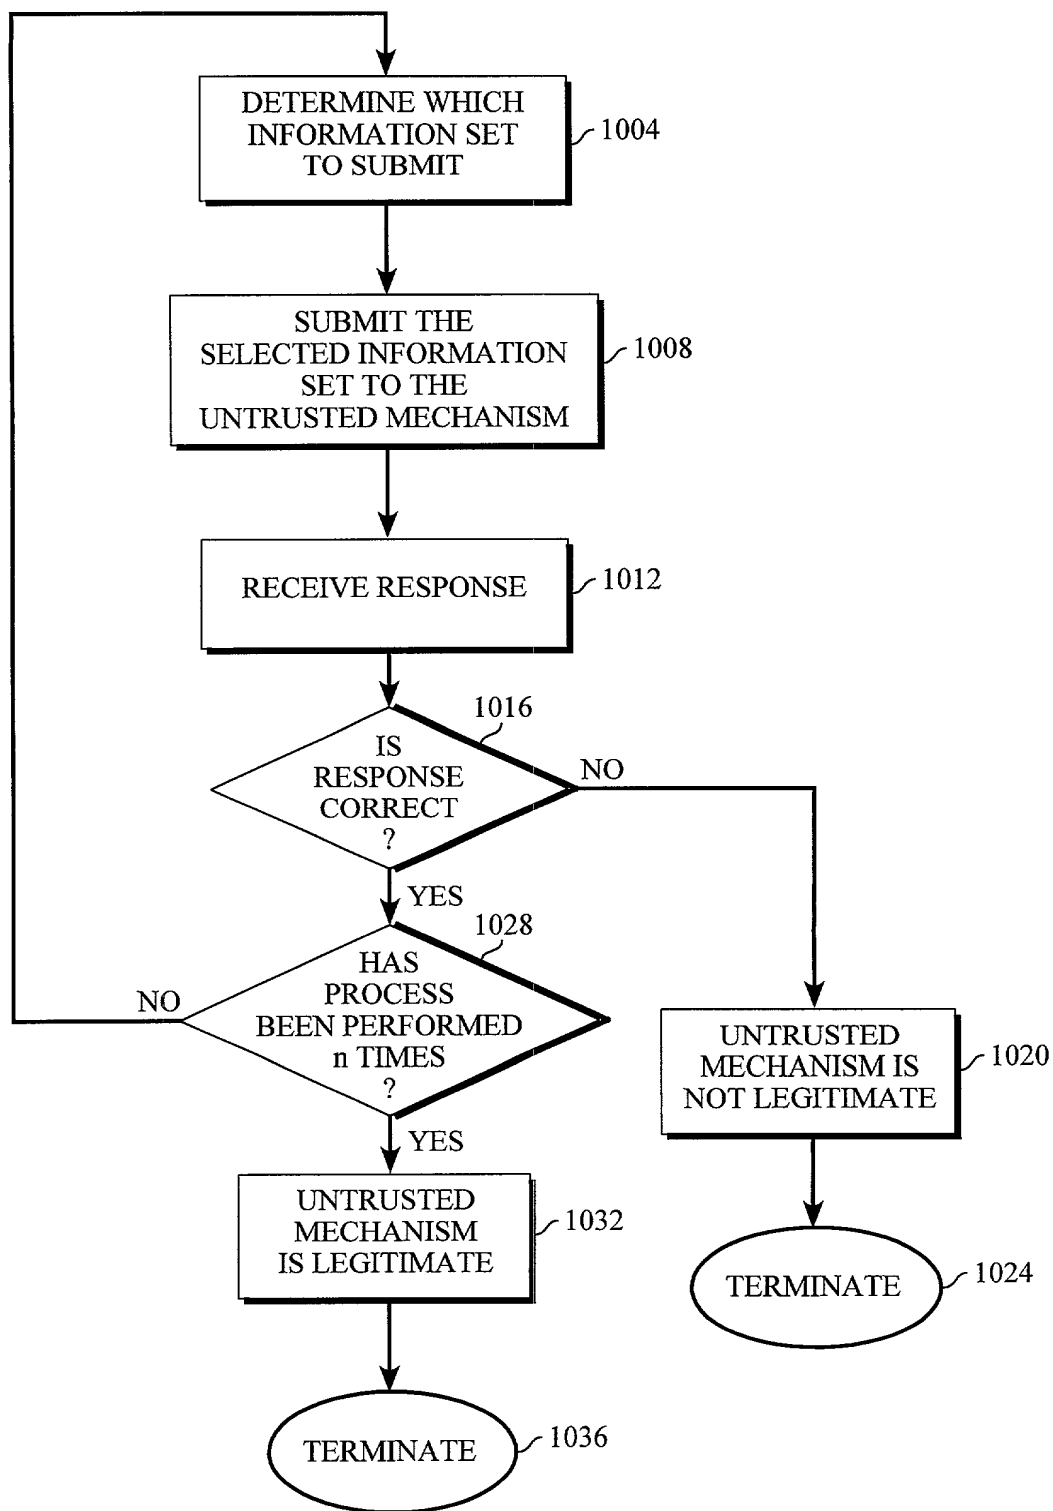 DETERMINE WHICH
INFORMATION SET
TO SUBMIT
1004
SUBMIT THE
SELECTED INFORMATION
SET TO THE
UNTRUSTED MECHANISM
1008
RECEIVE RESPONSE
1012
1016
IS
RESPONSE
CORRECT
?
NO
YES
1028
HAS
PROCESS
BEEN PERFORMED
n TIMES
?
NO
YES
UNTRUSTED
MECHANISM IS
NOT LEGITIMATE
1020
UNTRUSTED
MECHANISM
IS LEGITIMATE
1032
TERMINATE
1024
TERMINATE
1036